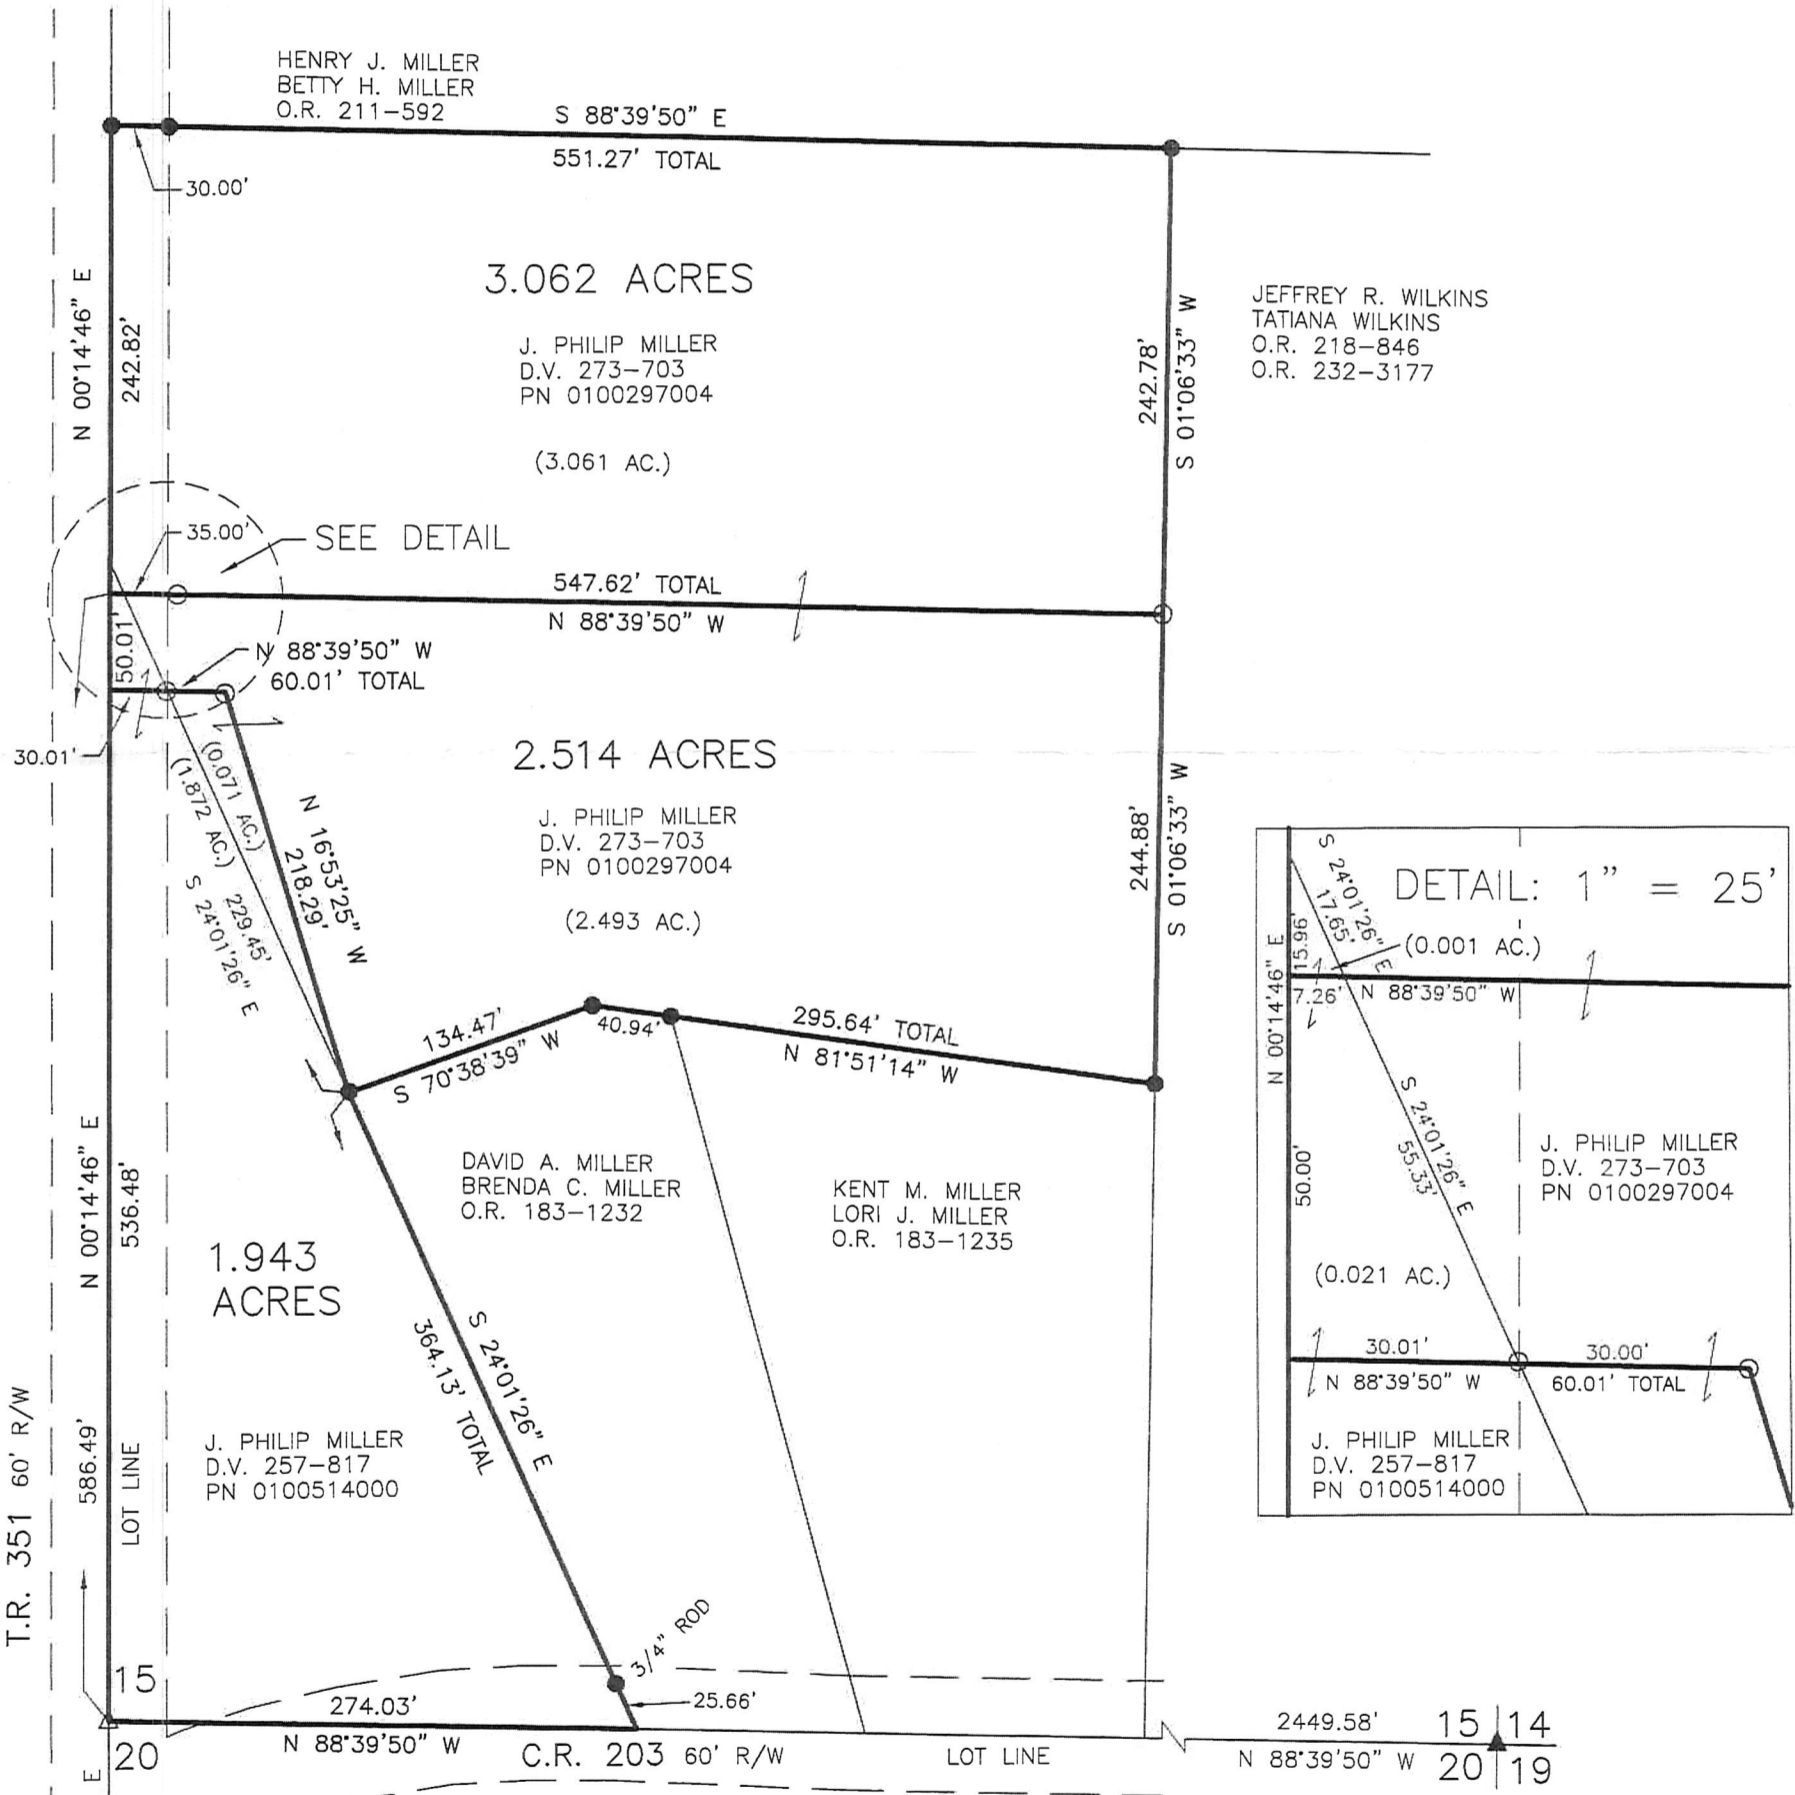 HENRY J. MILLER
BETTY H. MILLER
O.R. 211-592
S 88°39'50" E
551.27' TOTAL
30.00'
N 00°14'46" E
242.82'
3.062 ACRES
J. PHILIP MILLER
D.V. 273-703
PN 0100297004
(3.061 AC.)
242.78'
S 01°06'33" W
JEFFREY R. WILKINS
TATIANA WILKINS
O.R. 218-846
O.R. 232-3177
35.00'
SEE DETAIL
547.62' TOTAL
N 88°39'50" W
50.01'
N 88°39'50" W
60.01' TOTAL
30.01'
2.514 ACRES
J. PHILIP MILLER
D.V. 273-703
PN 0100297004
(2.493 AC.)
(0.071 AC.)
(1.872 AC.)
N 16°53'25" W
218.29'
229.45'
S 24°01'26" E
244.88'
S 01°06'33" W
134.47'
S 70°38'39" W
40.94'
295.64' TOTAL
N 81°51'14" W
N 00°14'46" E
536.48'
DAVID A. MILLER
BRENDA C. MILLER
O.R. 183-1232
KENT M. MILLER
LORI J. MILLER
O.R. 183-1235
1.943
ACRES
S 24°01'26" E
364.13' TOTAL
J. PHILIP MILLER
D.V. 257-817
PN 0100514000
586.49'
LOT LINE
T.R. 351 60' R/W
3/4" ROD
25.66'
15
274.03'
N 88°39'50" W
20
E
C.R. 203 60' R/W
LOT LINE
2449.58'
N 88°39'50" W
15 14
20 19
DETAIL: 1" = 25'
S 24°01'26" E
17.65'
(0.001 AC.)
15.96'
N 00°14'46" E
7.26'
N 88°39'50" W
S 24°01'26" E
55.33'
50.00'
J. PHILIP MILLER
D.V. 273-703
PN 0100297004
(0.021 AC.)
30.01'
N 88°39'50" W
30.00'
60.01' TOTAL
J. PHILIP MILLER
D.V. 257-817
PN 0100514000